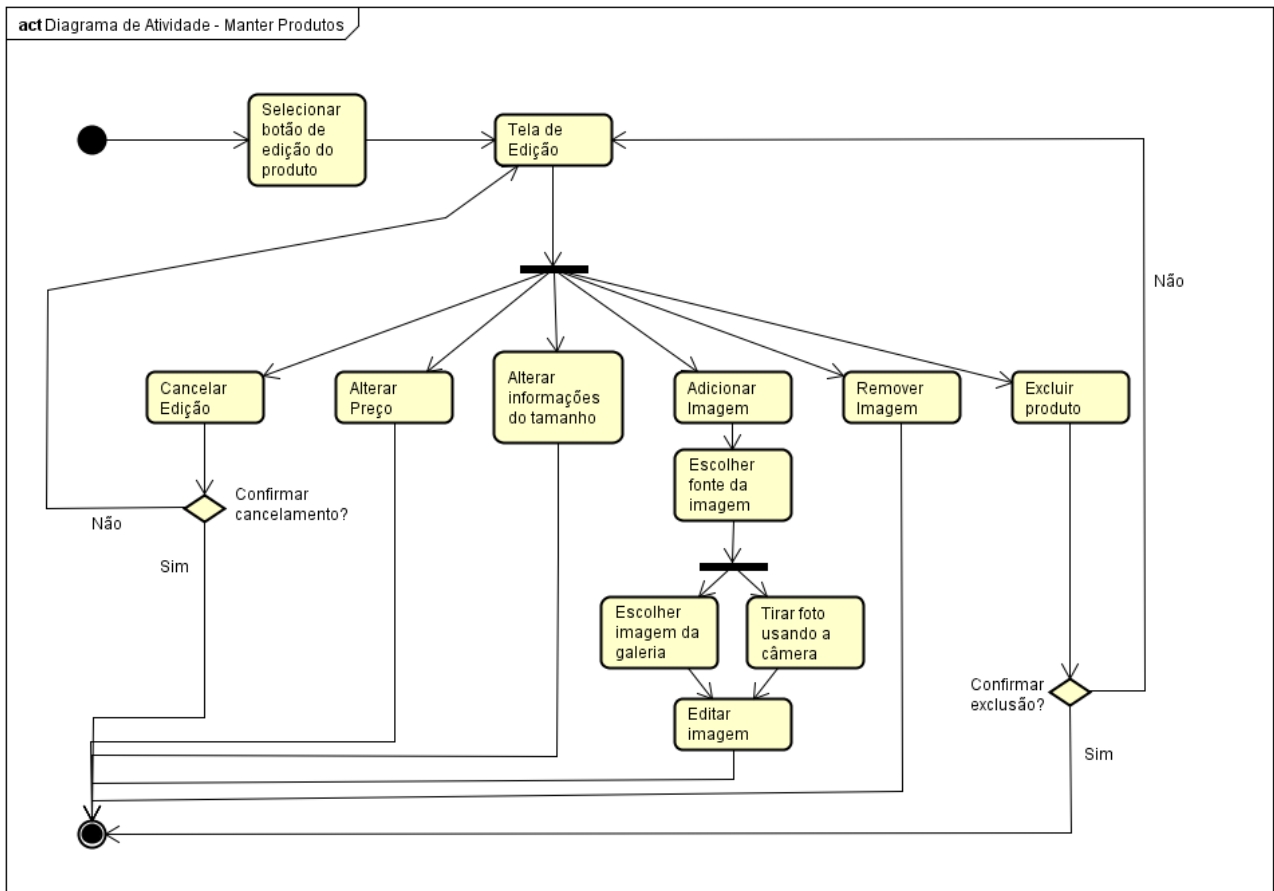 act Diagrama de Atividade - Manter Produtos
Selecionar
botão de
edição do
produto
Tela de
Edição
Não
Cancelar
Edição
Alterar
Preço
Alterar
informações
do tamanho
Adicionar
Imagem
Remover
Imagem
Excluir
produto
Escolher
fonte da
imagem
Confirmar
cancelamento?
Não
Sim
Escolher
imagem da
galeria
Tirar foto
usando a
câmera
Confirmar
exclusão?
Editar
imagem
Sim